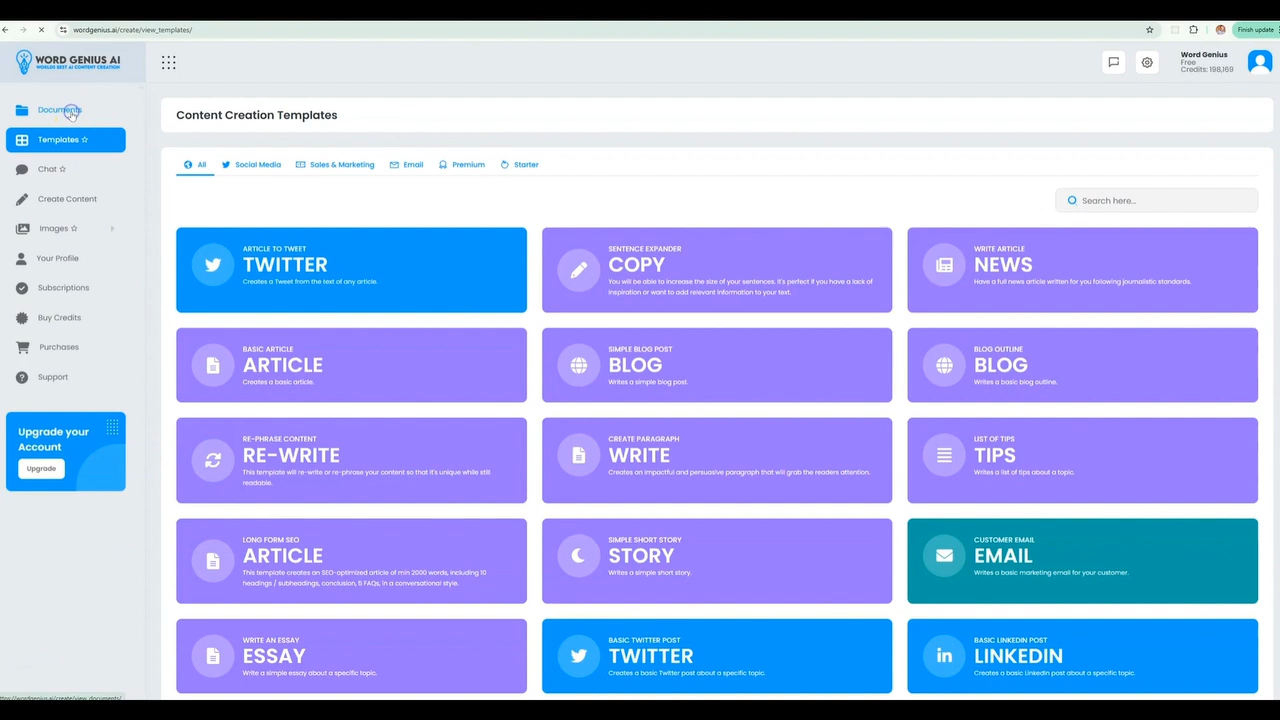 wordgenius.ai/create/view_templates/
Finish update
WORD GENIUS AI
WORLDS BEST AI CONTENT CREATION
Word Genius
Free
Credits: 198,169
Documents
Templates ☆
Chat ☆
Create Content
Images ☆
Your Profile
Subscriptions
Buy Credits
Purchases
Support
Upgrade your
Account
Upgrade
Content Creation Templates
All
Social Media
Sales & Marketing
Email
Premium
Starter
Search here...
ARTICLE TO TWEET
TWITTER
Creates a Tweet from the text of any article.
SENTENCE EXPANDER
COPY
You will be able to increase the size of your sentences. It's perfect if you have a lack of
inspiration or want to add relevant information to your text.
WRITE ARTICLE
NEWS
Have a full news article written for you following journalistic standards.
BASIC ARTICLE
ARTICLE
Creates a basic article.
SIMPLE BLOG POST
BLOG
Writes a simple blog post.
BLOG OUTLINE
BLOG
Writes a basic blog outline.
RE-PHRASE CONTENT
RE-WRITE
This template will re-write or re-phrase your content so that it's unique while still
readable.
CREATE PARAGRAPH
WRITE
Creates an impactful and persuasive paragraph that will grab the readers attention.
LIST OF TIPS
TIPS
Writes a list of tips about a topic.
LONG FORM SEO
ARTICLE
This template creates an SEO-optimized article of min 2000 words, including 10
headings / subheadings, conclusion, 5 FAQs, in a conversational style.
SIMPLE SHORT STORY
STORY
Writes a simple short story.
CUSTOMER EMAIL
EMAIL
Writes a basic marketing email for your customer.
WRITE AN ESSAY
ESSAY
Write a simple essay about a specific topic.
BASIC TWITTER POST
TWITTER
Creates a basic Twitter post about a specific topic.
BASIC LINKEDIN POST
LINKEDIN
Creates a basic LinkedIn post about a specific topic.
ttps://wordgenius.ai/create/view_documents/